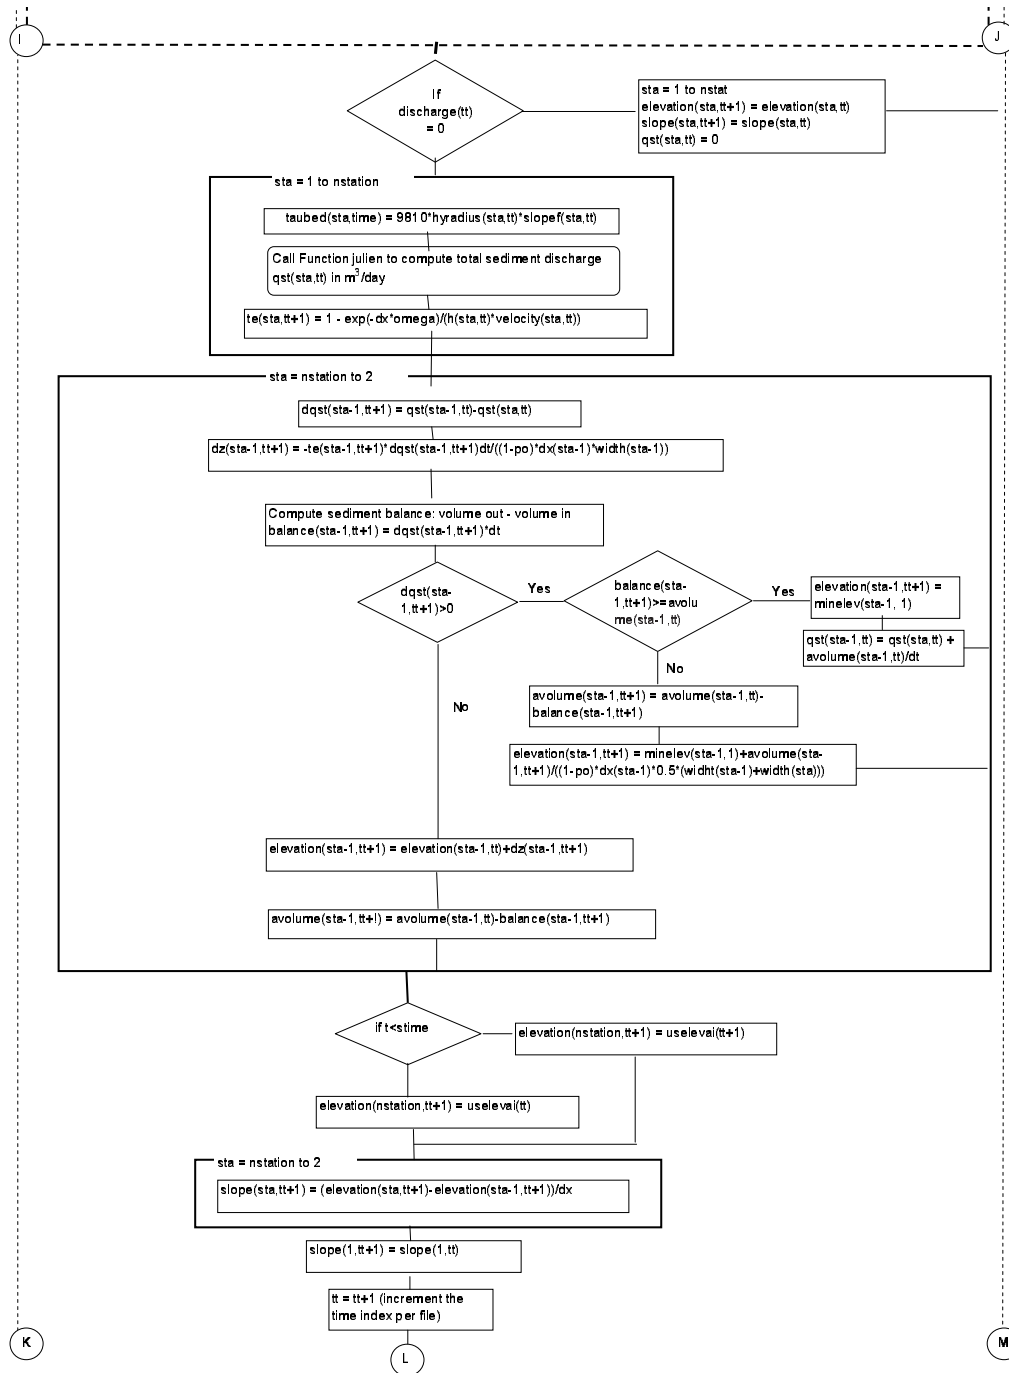 I
J
If
discharge(tt)
= 0
sta = 1 to nstat
elevation(sta,tt+1) = elevation(sta,tt)
slope(sta,tt+1) = slope(sta,tt)
qst(sta,tt) = 0
sta = 1 to nstation
taubed(sta,time) = 9810*hyradius(sta,tt)*slopef(sta,tt)
Call Function julien to compute total sediment discharge
qst(sta,tt) in m³/day
te(sta,tt+1) = 1 - exp(-dx*omega)/(h(sta,tt)*velocity(sta,tt))
sta = nstation to 2
dqst(sta-1,tt+1) = qst(sta-1,tt)-qst(sta,tt)
dz(sta-1,tt+1) = -te(sta-1,tt+1)*dqst(sta-1,tt+1)dt/((1-po)*dx(sta-1)*width(sta-1))
Compute sediment balance: volume out - volume in
balance(sta-1,tt+1) = dqst(sta-1,tt+1)*dt
dqst(sta-
1,tt+1)>0
Yes
balance(sta-
1,tt+1)>=avolu
me(sta-1,tt)
Yes
elevation(sta-1,tt+1) =
minelev(sta-1, 1)
qst(sta-1,tt) = qst(sta,tt) +
avolume(sta-1,tt)/dt
No
avolume(sta-1,tt+1) = avolume(sta-1,tt)-
balance(sta-1,tt+1)
No
elevation(sta-1,tt+1) = minelev(sta-1,1)+avolume(sta-
1,tt+1)/((1-po)*dx(sta-1)*0.5*(widht(sta-1)+width(sta)))
elevation(sta-1,tt+1) = elevation(sta-1,tt)+dz(sta-1,tt+1)
avolume(sta-1,tt+!) = avolume(sta-1,tt)-balance(sta-1,tt+1)
if t<stime
elevation(nstation,tt+1) = uselevai(tt+1)
elevation(nstation,tt+1) = uselevai(tt)
sta = nstation to 2
slope(sta,tt+1) = (elevation(sta,tt+1)-elevation(sta-1,tt+1))/dx
slope(1,tt+1) = slope(1,tt)
tt = tt+1 (increment the
time index per file)
K
L
M